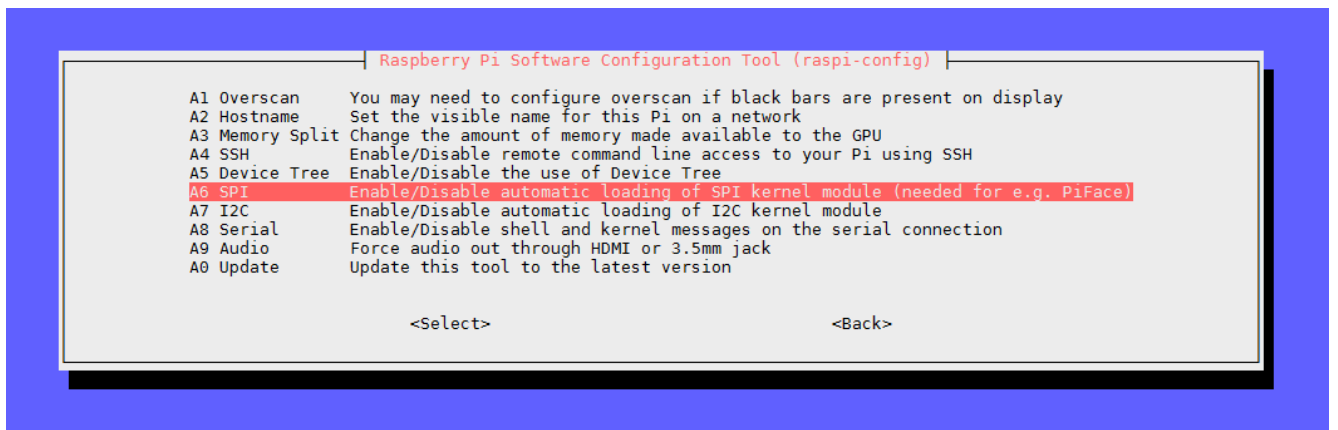 Raspberry Pi Software Configuration Tool (raspi-config)
A1 Overscan You may need to configure overscan if black bars are present on display
A2 Hostname Set the visible name for this Pi on a network
A3 Memory Split Change the amount of memory made available to the GPU
A4 SSH Enable/Disable remote command line access to your Pi using SSH
A5 Device Tree Enable/Disable the use of Device Tree
A6 SPI Enable/Disable automatic loading of SPI kernel module (needed for e.g. PiFace)
A7 I2C Enable/Disable automatic loading of I2C kernel module
A8 Serial Enable/Disable shell and kernel messages on the serial connection
A9 Audio Force audio out through HDMI or 3.5mm jack
A0 Update Update this tool to the latest version
<Select> <Back>